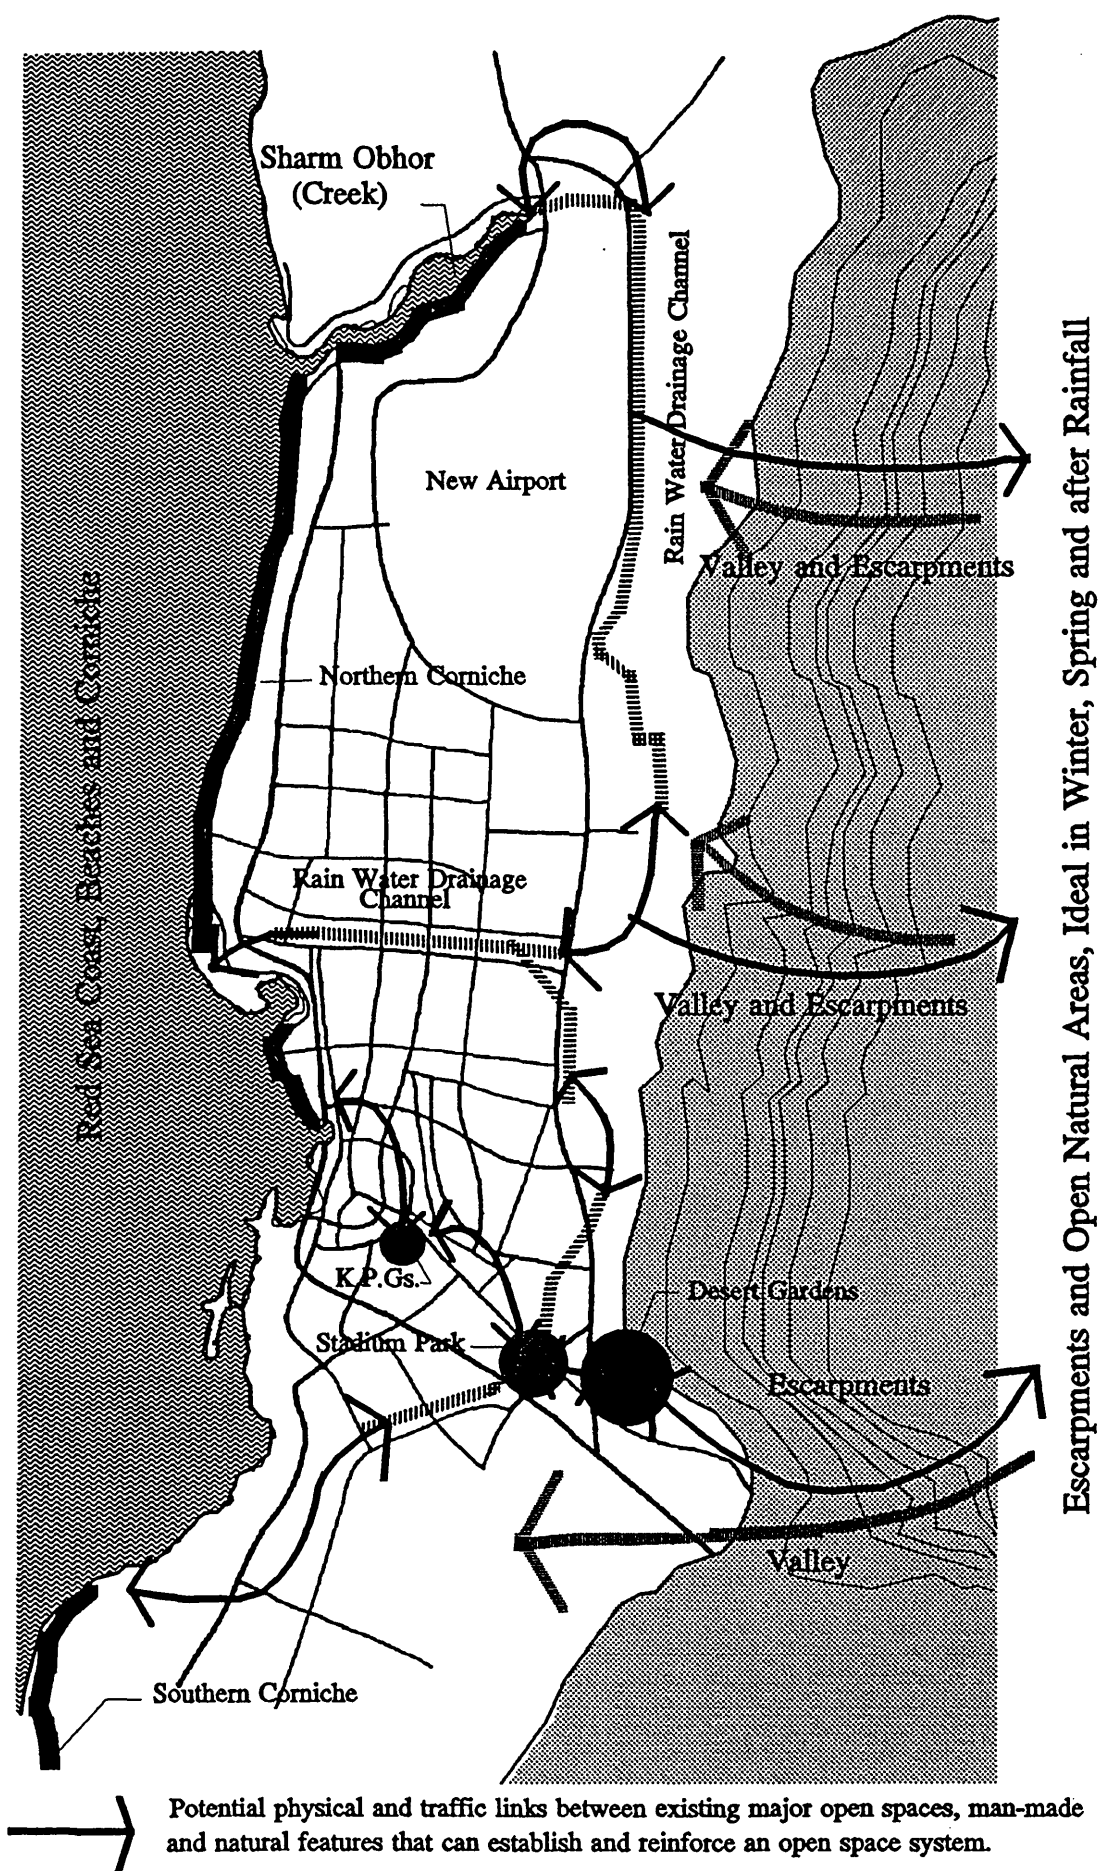 Sharm Obhor
(Creek)
Rain Water Drainage Channel
New Airport
Valley and Escarpments
Red Sea Coast, Beaches and Corniche
Northern Corniche
Escarpments and Open Natural Areas, Ideal in Winter, Spring and after Rainfall
Rain Water Drainage
Channel
Valley and Escarpments
K.P.Gs.
Desert Gardens
Stadium Park
Escarpments
Valley
Southern Corniche
Potential physical and traffic links between existing major open spaces, man-made
and natural features that can establish and reinforce an open space system.